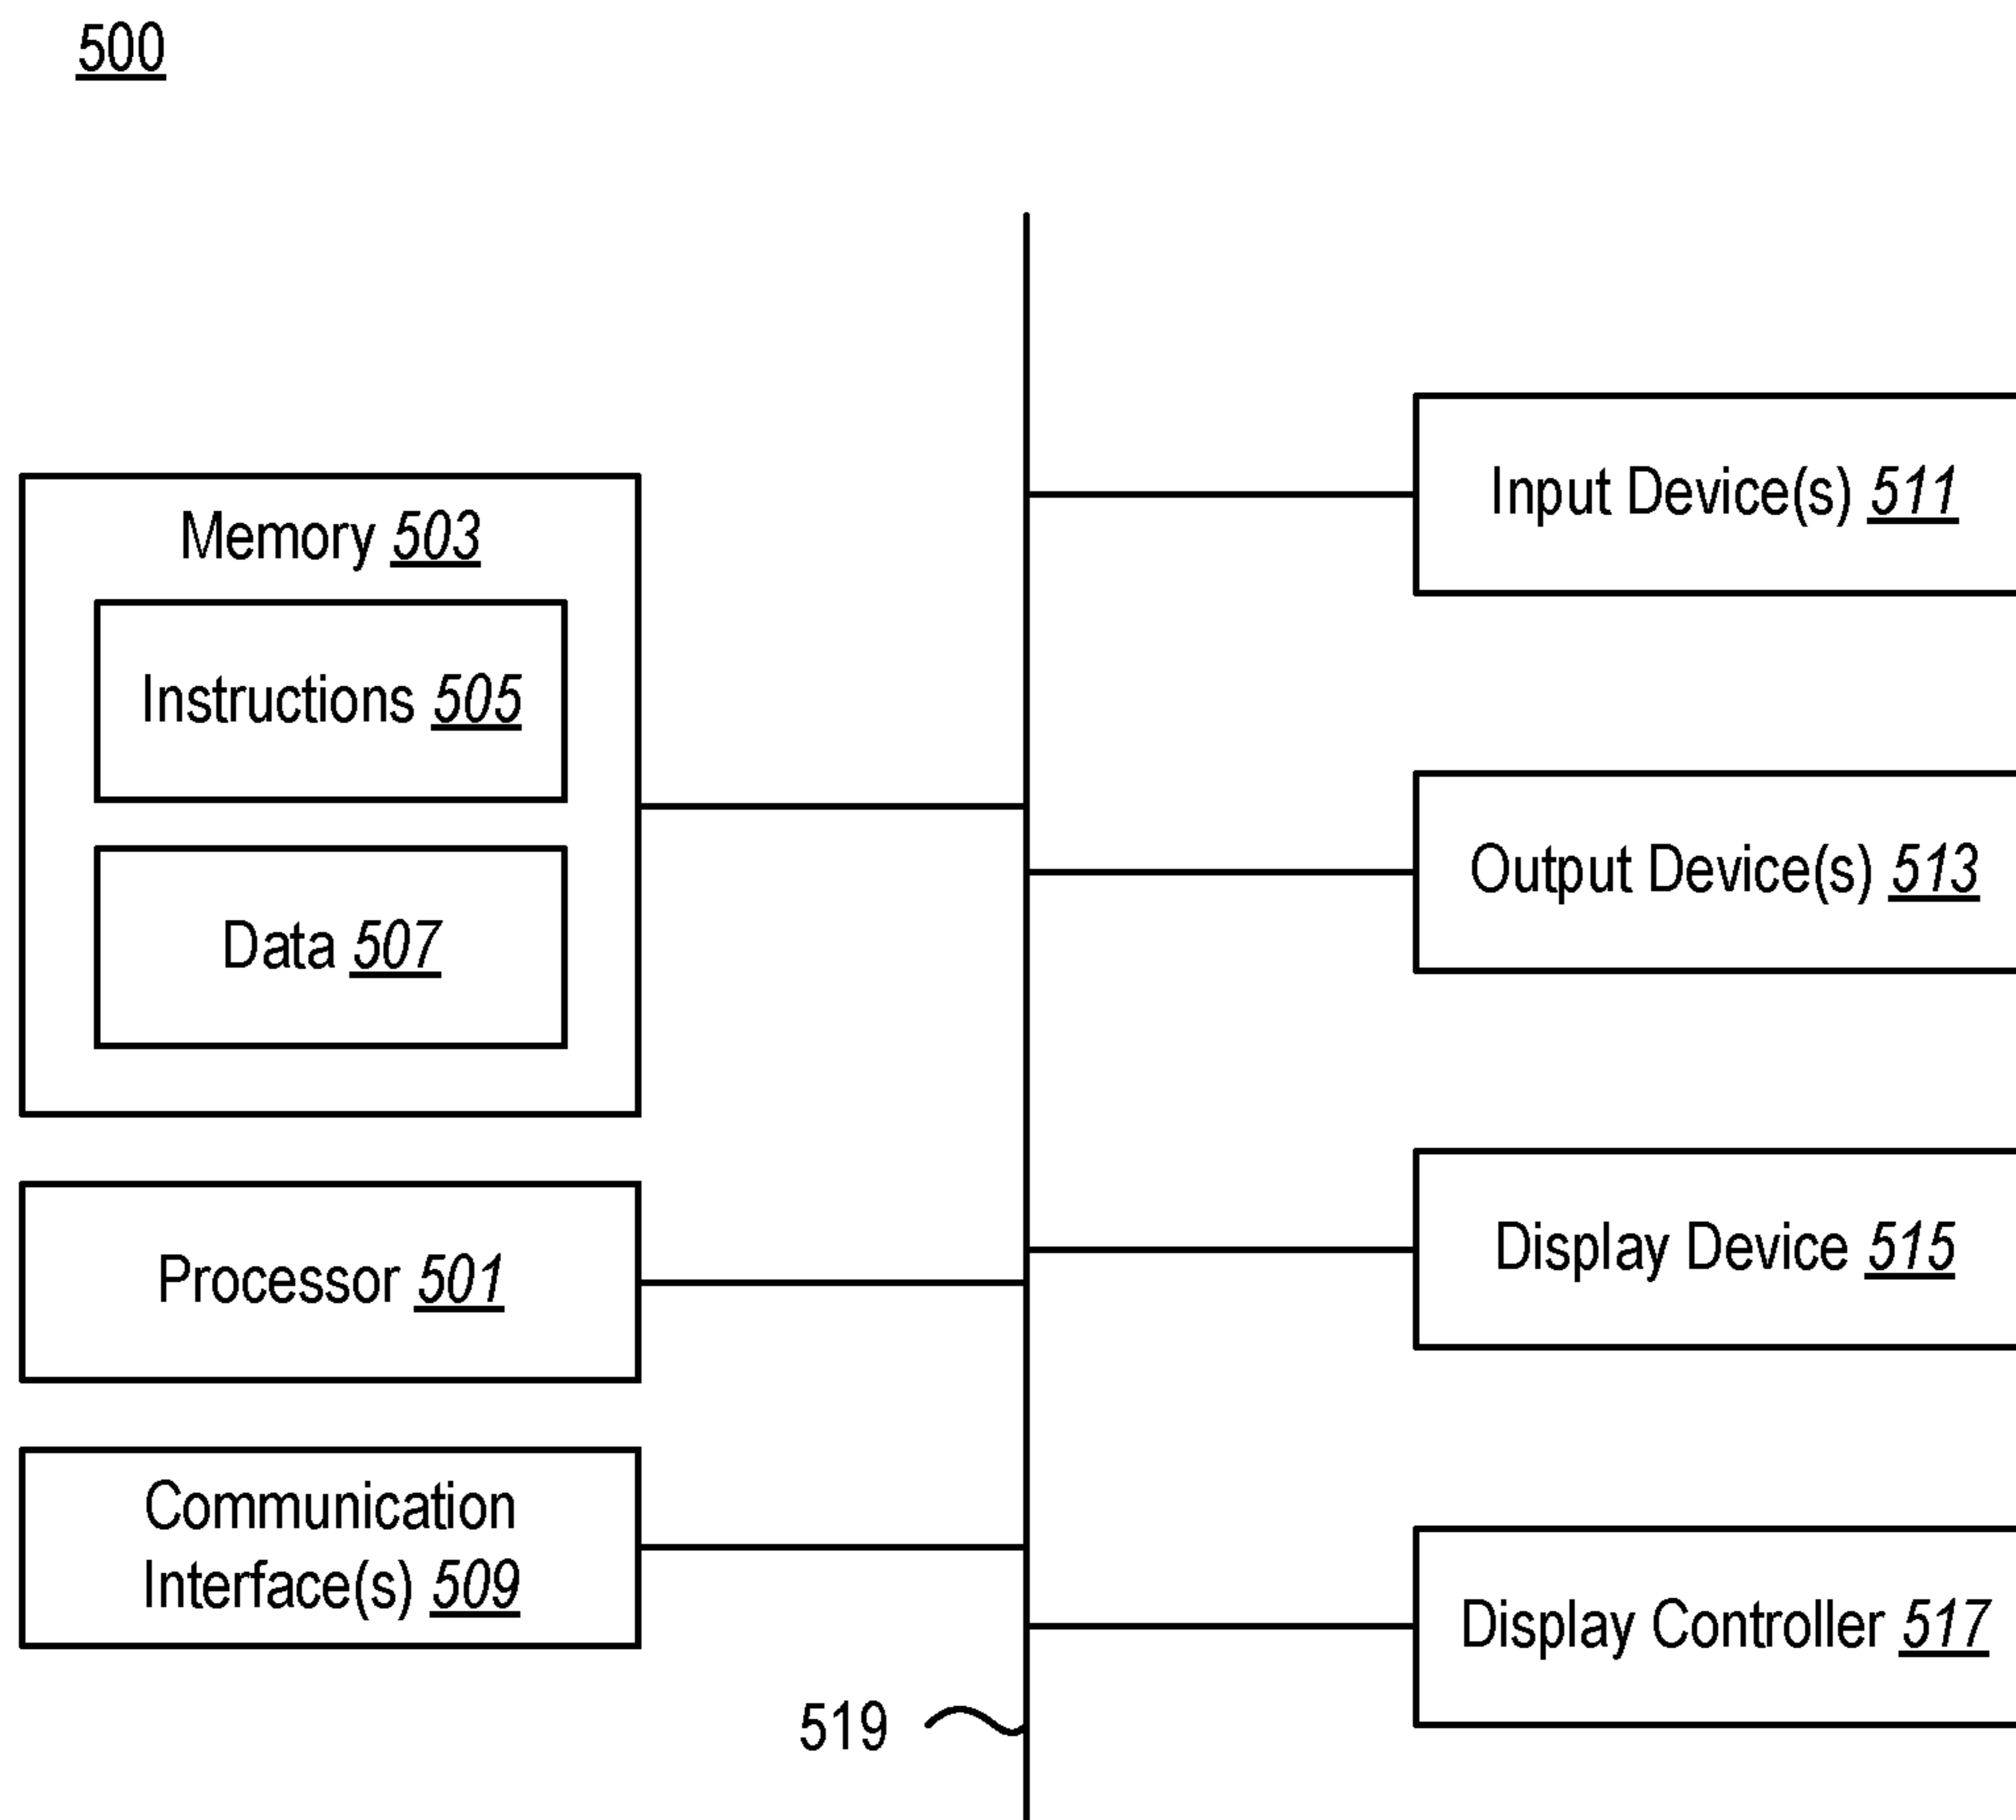 500
Memory 503
Instructions 505
Data 507
Processor 501
Communication
Interface(s) 509
519
Input Device(s) 511
Output Device(s) 513
Display Device 515
Display Controller 517